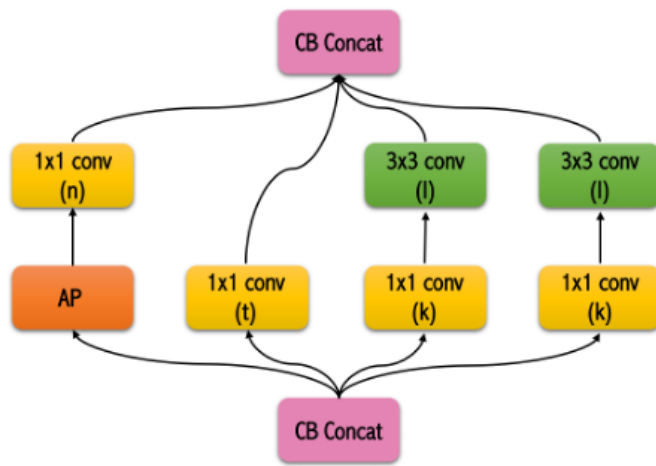 CB Concat
1x1 conv
(n)
3x3 conv
(l)
3x3 conv
(l)
AP
1x1 conv
(t)
1x1 conv
(k)
1x1 conv
(k)
CB Concat